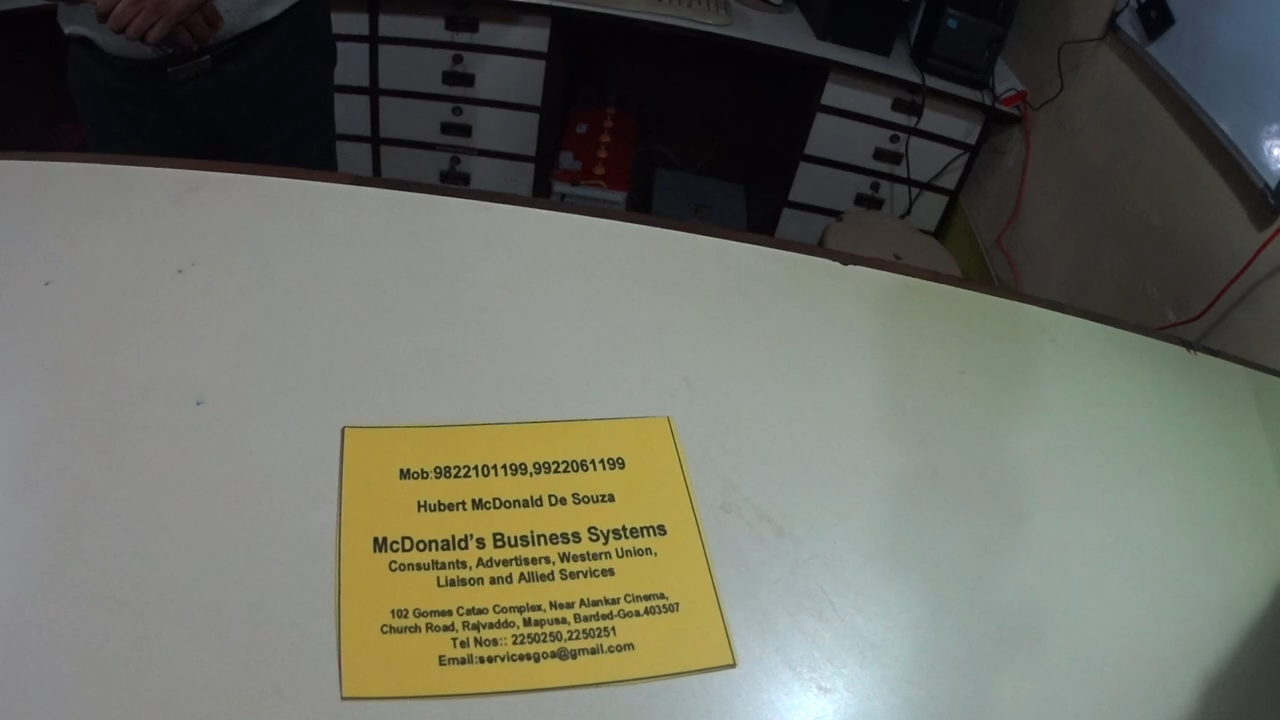 Mob:9822101199,9922061199
Hubert McDonald De Souza
McDonald's Business Systems
Consultants, Advertisers, Western Union,
Liaison and Allied Services
102 Gomes Catao Complex, Near Alankar Cinema,
Church Road, Rajvaddo, Mapusa, Barded-Goa.403507
Tel Nos:: 2250250,2250251
Email:servicesgoa@gmail.com